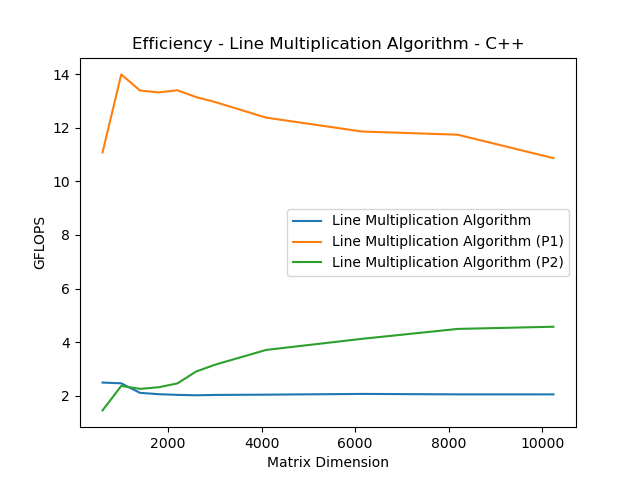 Efficiency - Line Multiplication Algorithm - C++
14
12
10
8
6
4
2
GFLOPS
Line Multiplication Algorithm
Line Multiplication Algorithm (P1)
Line Multiplication Algorithm (P2)
2000 4000 6000 8000 10000
Matrix Dimension